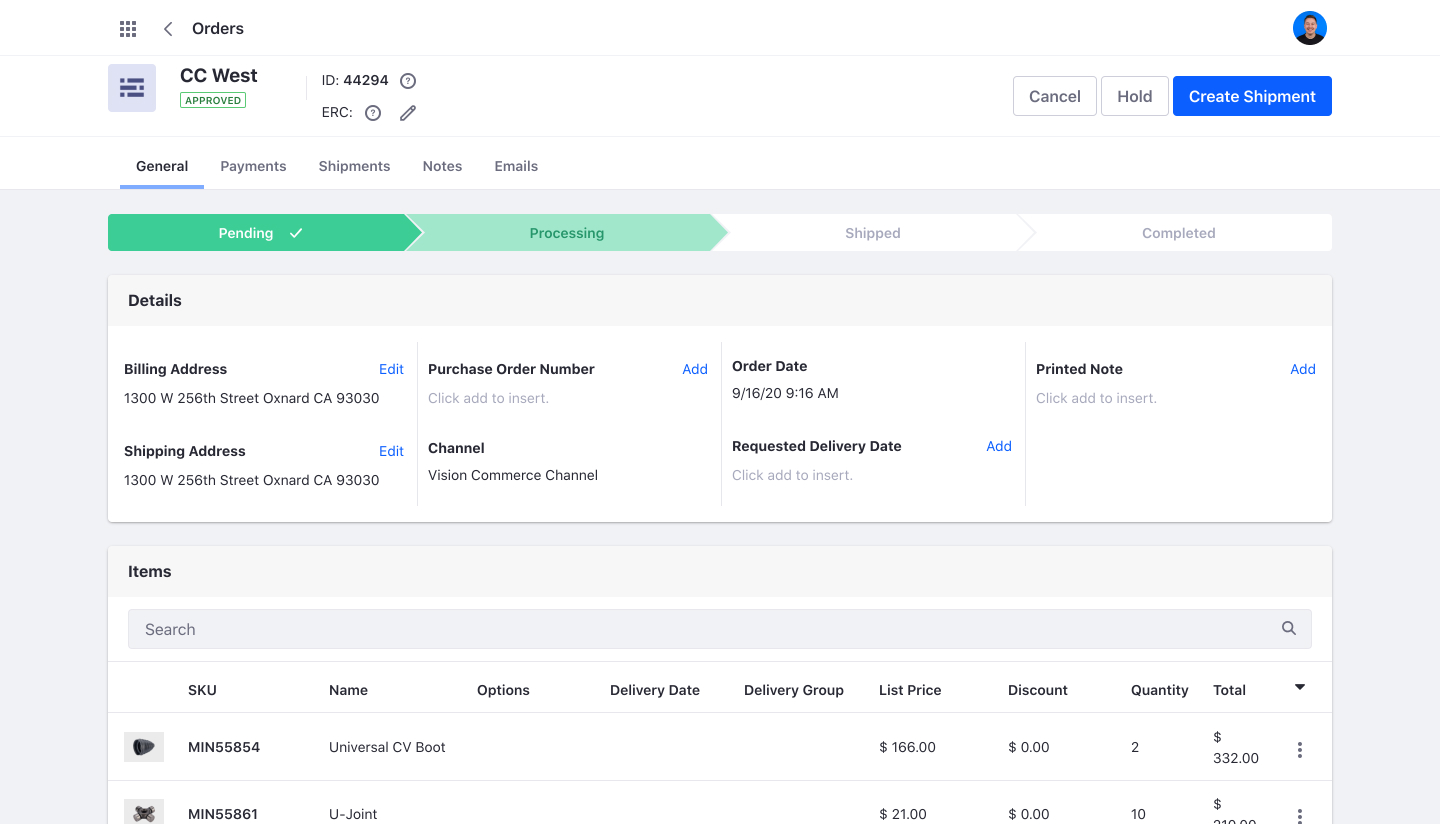 Orders
CC West
APPROVED
ID: 44294
ERC:
Cancel
Hold
Create Shipment
General
Payments
Shipments
Notes
Emails
Pending
Processing
Shipped
Completed
Details
Billing Address
Edit
1300 W 256th Street Oxnard CA 93030
Shipping Address
Edit
1300 W 256th Street Oxnard CA 93030
Purchase Order Number
Add
Click add to insert.
Channel
Vision Commerce Channel
Order Date
9/16/20 9:16 AM
Requested Delivery Date
Add
Click add to insert.
Printed Note
Add
Click add to insert.
Items
Search
SKU Name Options Delivery Date Delivery Group List Price Discount Quantity Total
MIN55854 Universal CV Boot $ 166.00 $ 0.00 2 $
332.00
MIN55861 U-Joint $ 21.00 $ 0.00 10 $
210.00